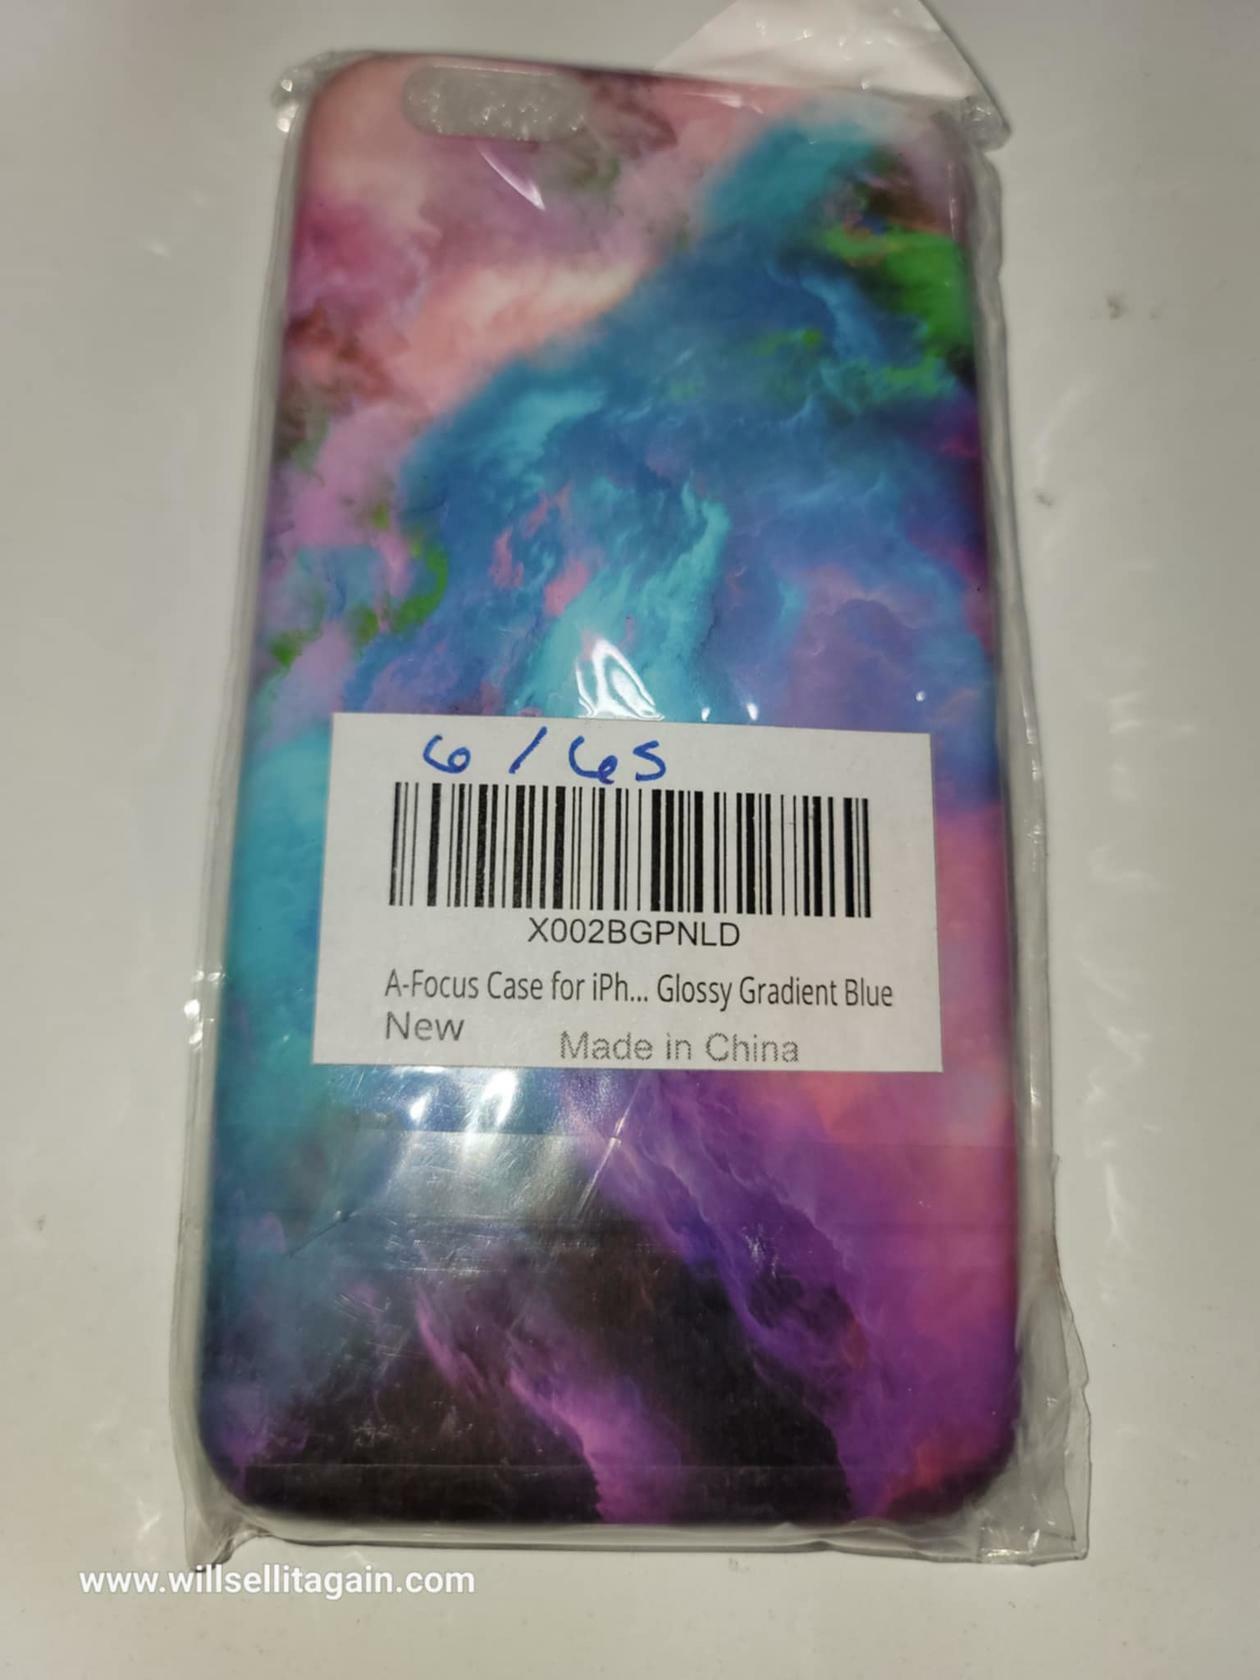 6 / 6s
X002BGPNLD
A-Focus Case for iPh... Glossy Gradient Blue
New
Made in China
www.willsellitagain.com